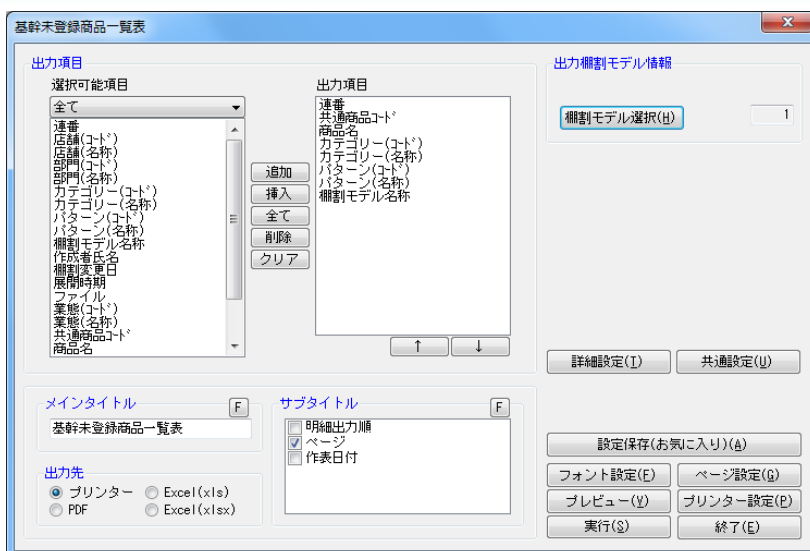 基幹未登録商品一覧表
出力項目
選択可能項目
全て
連番
店舗(コード)
店舗(名称)
部門(コード)
部門(名称)
カテゴリー(コード)
カテゴリー(名称)
パターン(コード)
パターン(名称)
棚割モデル名称
作成者氏名
棚割変更日
展開時期
ファイル
業態(コード)
業態(名称)
共通商品コード
商品名
追加
挿入
全て
削除
クリア
出力項目
連番
共通商品コード
商品名
カテゴリー(コード)
カテゴリー(名称)
パターン(コード)
パターン(名称)
棚割モデル名称
↑ ↓
出力棚割モデル情報
棚割モデル選択(H) 1
詳細設定(T) 共通設定(U)
メインタイトル F
基幹未登録商品一覧表
出力先
プリンター Excel(xls)
PDF Excel(xlsx)
サブタイトル F
明細出力順
ページ
作表日付
設定保存(お気に入り)(A)
フォント設定(F) ページ設定(G)
プレビュー(V) プリンター設定(P)
実行(S) 終了(E)